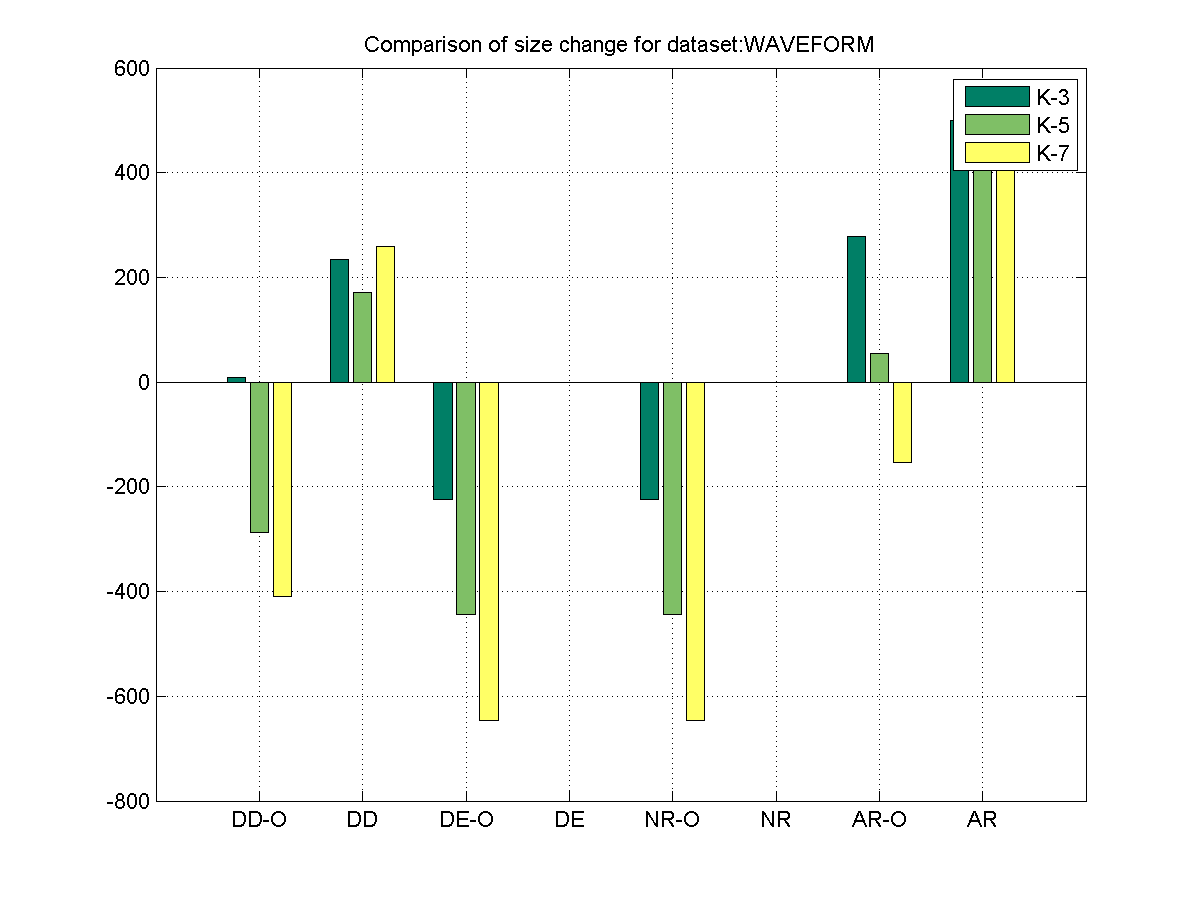 Comparison of size change for dataset:WAVEFORM
600
400
200
0
-200
-400
-600
-800
K-3
K-5
K-7
DD-O DD DE-O DE NR-O NR AR-O AR